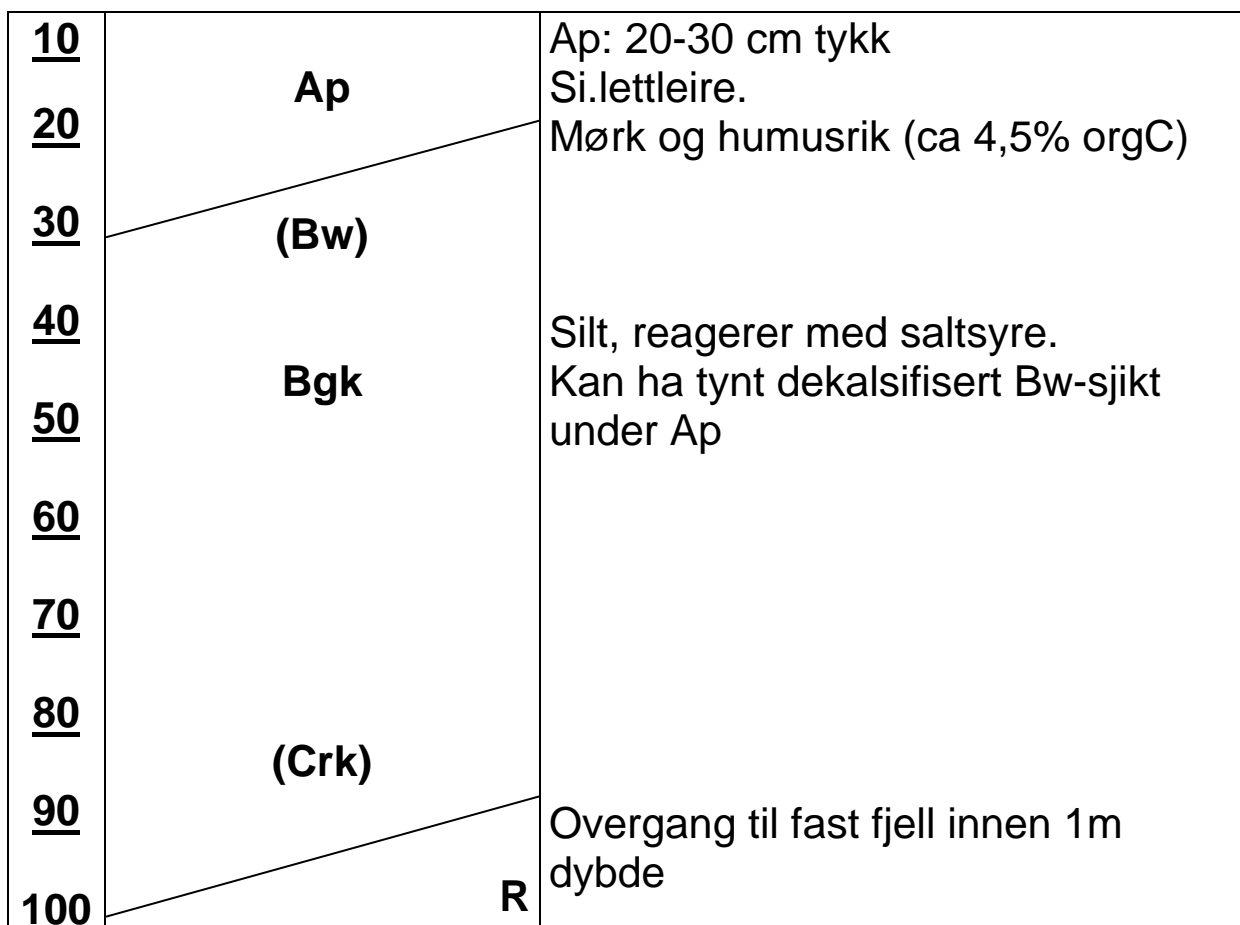 10
Ap: 20-30 cm tykk
Ap
Si.lettleire.
20
Mørk og humusrik (ca 4,5% orgC)
30
(Bw)
40
Silt, reagerer med saltsyre.
Bgk
Kan ha tynt dekalsifisert Bw-sjikt
50
under Ap
60
70
80
(Crk)
90
Overgang til fast fjell innen 1m
dybde
100
R